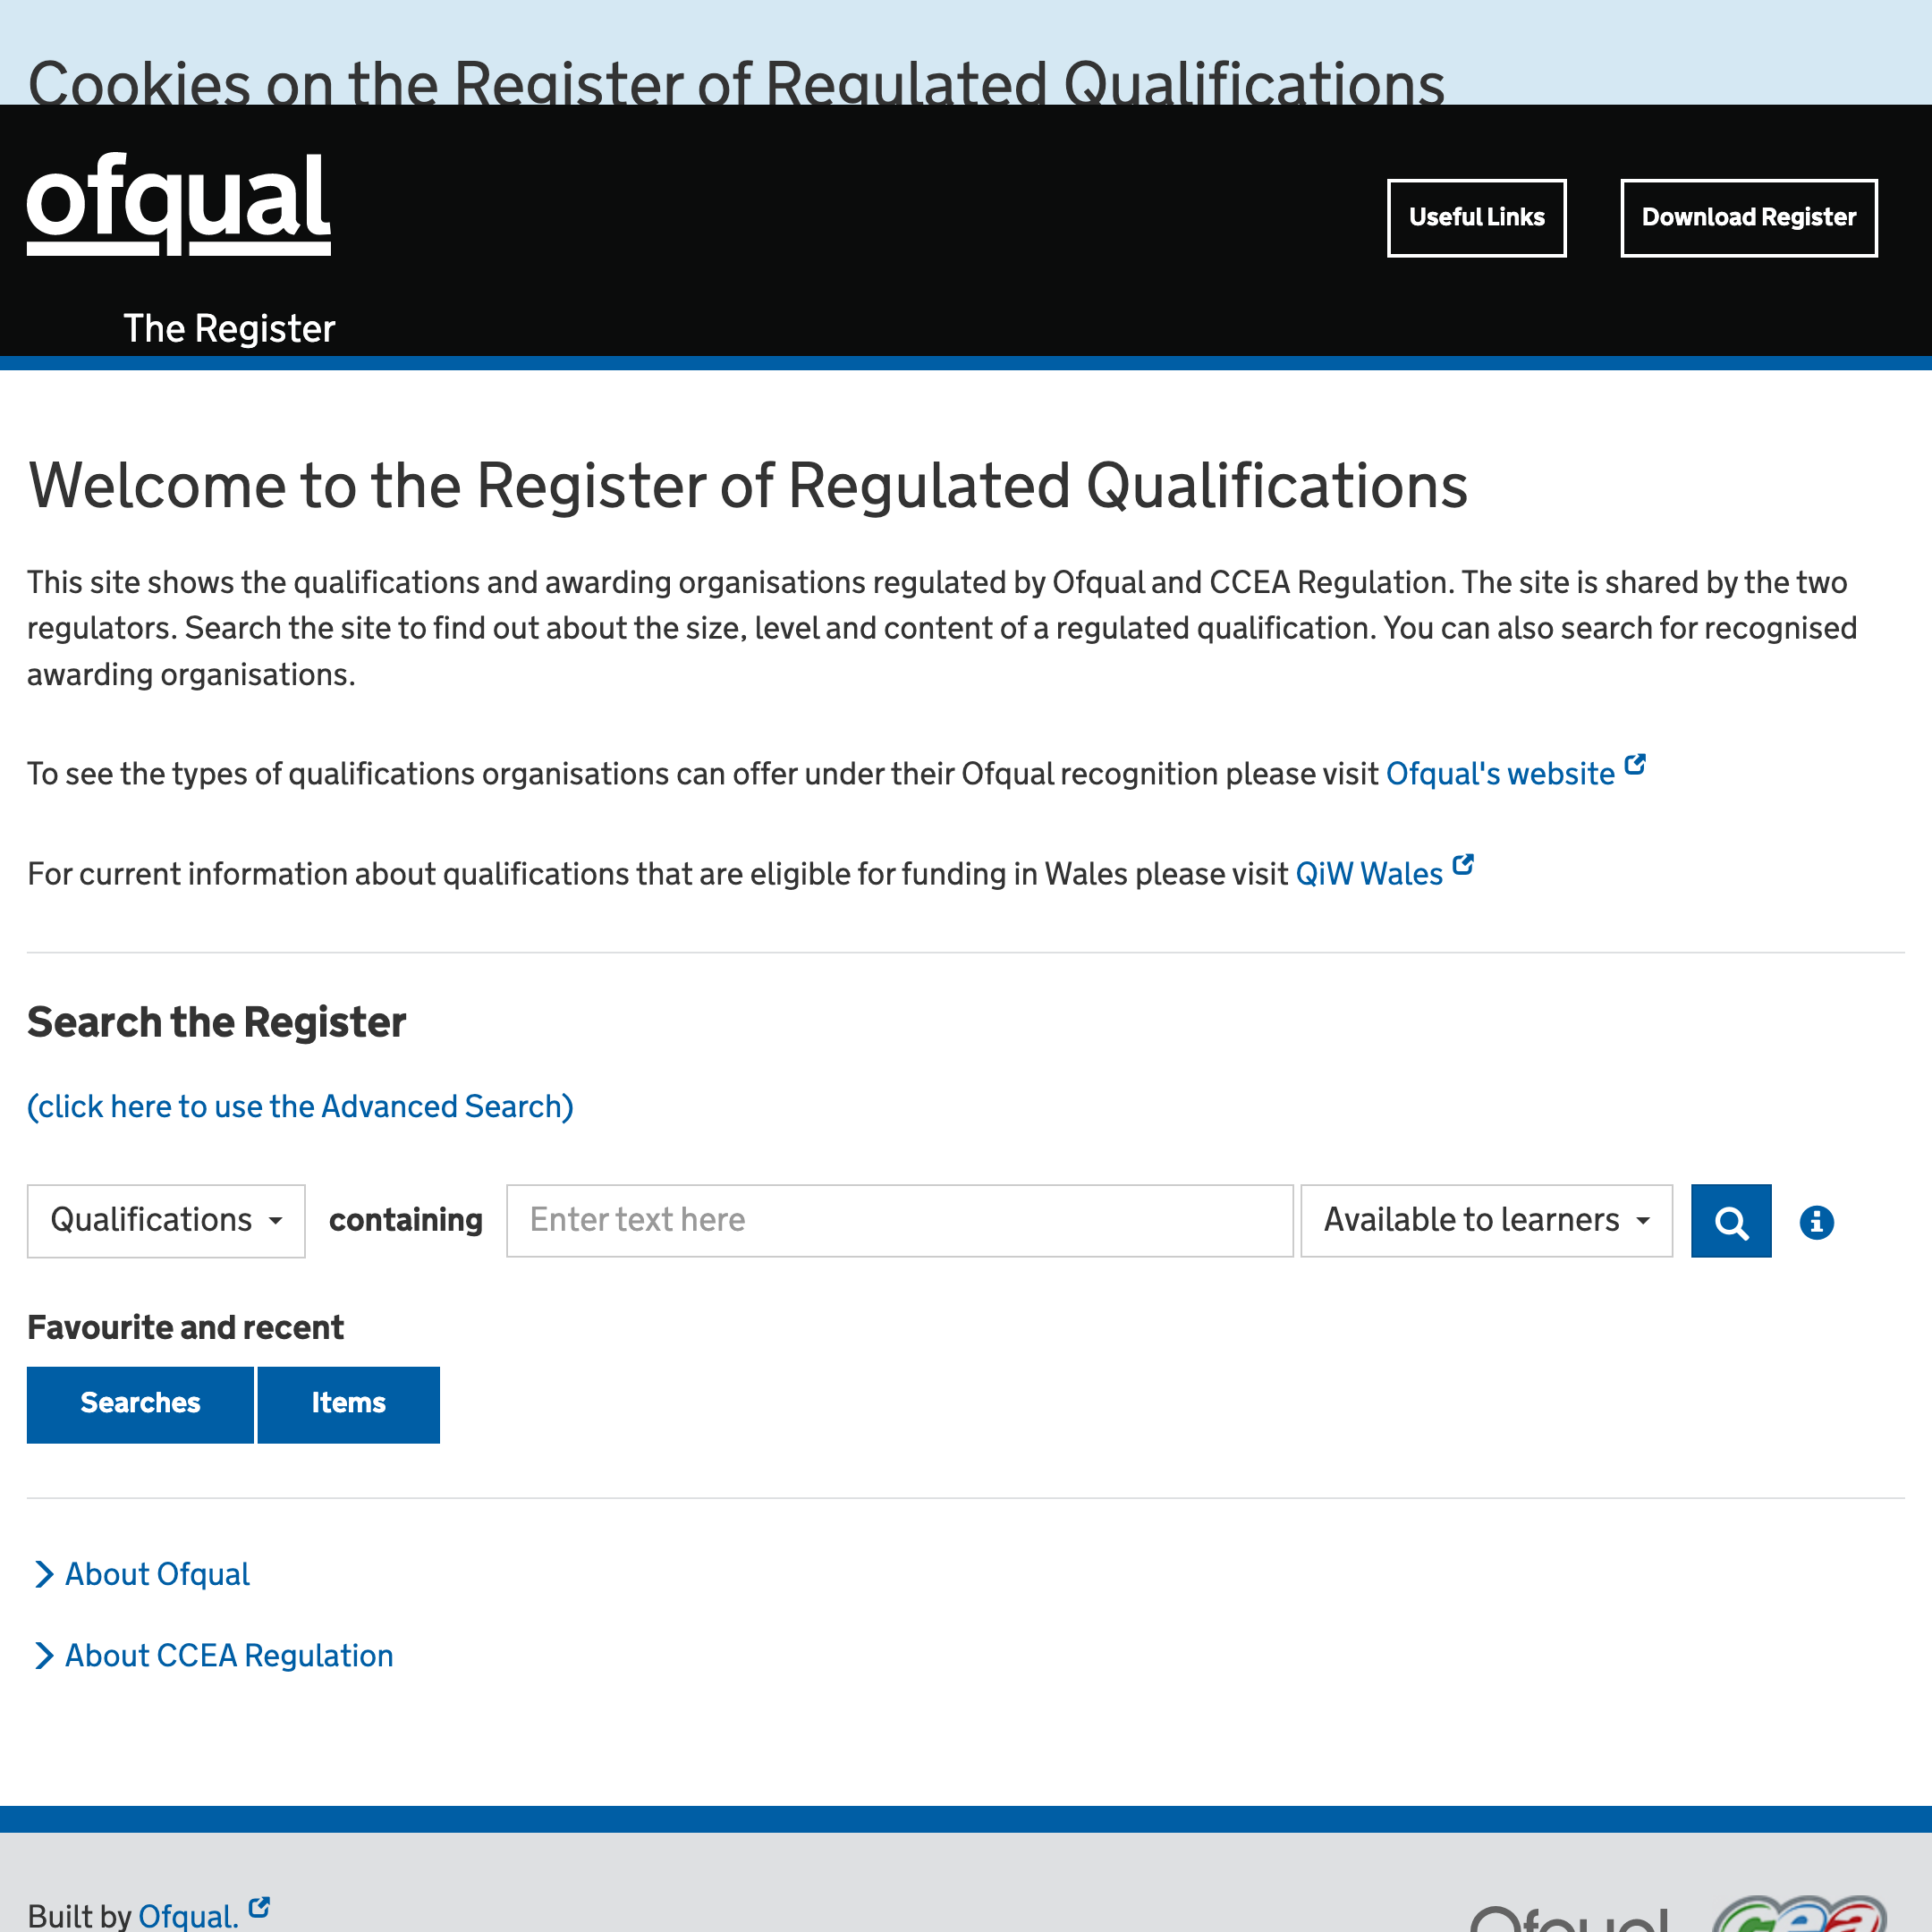 Cookies on the Register of Regulated Qualifications
ofqual
Useful Links
Download Register
The Register
Welcome to the Register of Regulated Qualifications
This site shows the qualifications and awarding organisations regulated by Ofqual and CCEA Regulation. The site is shared by the two
regulators. Search the site to find out about the size, level and content of a regulated qualification. You can also search for recognised
awarding organisations.
To see the types of qualifications organisations can offer under their Ofqual recognition please visit Ofqual's website
For current information about qualifications that are eligible for funding in Wales please visit QiW Wales
Search the Register
(click here to use the Advanced Search)
Qualifications containing Enter text here Available to learners
Favourite and recent
Searches Items
About Ofqual
About CCEA Regulation
Built by Ofqual.
Ofqual